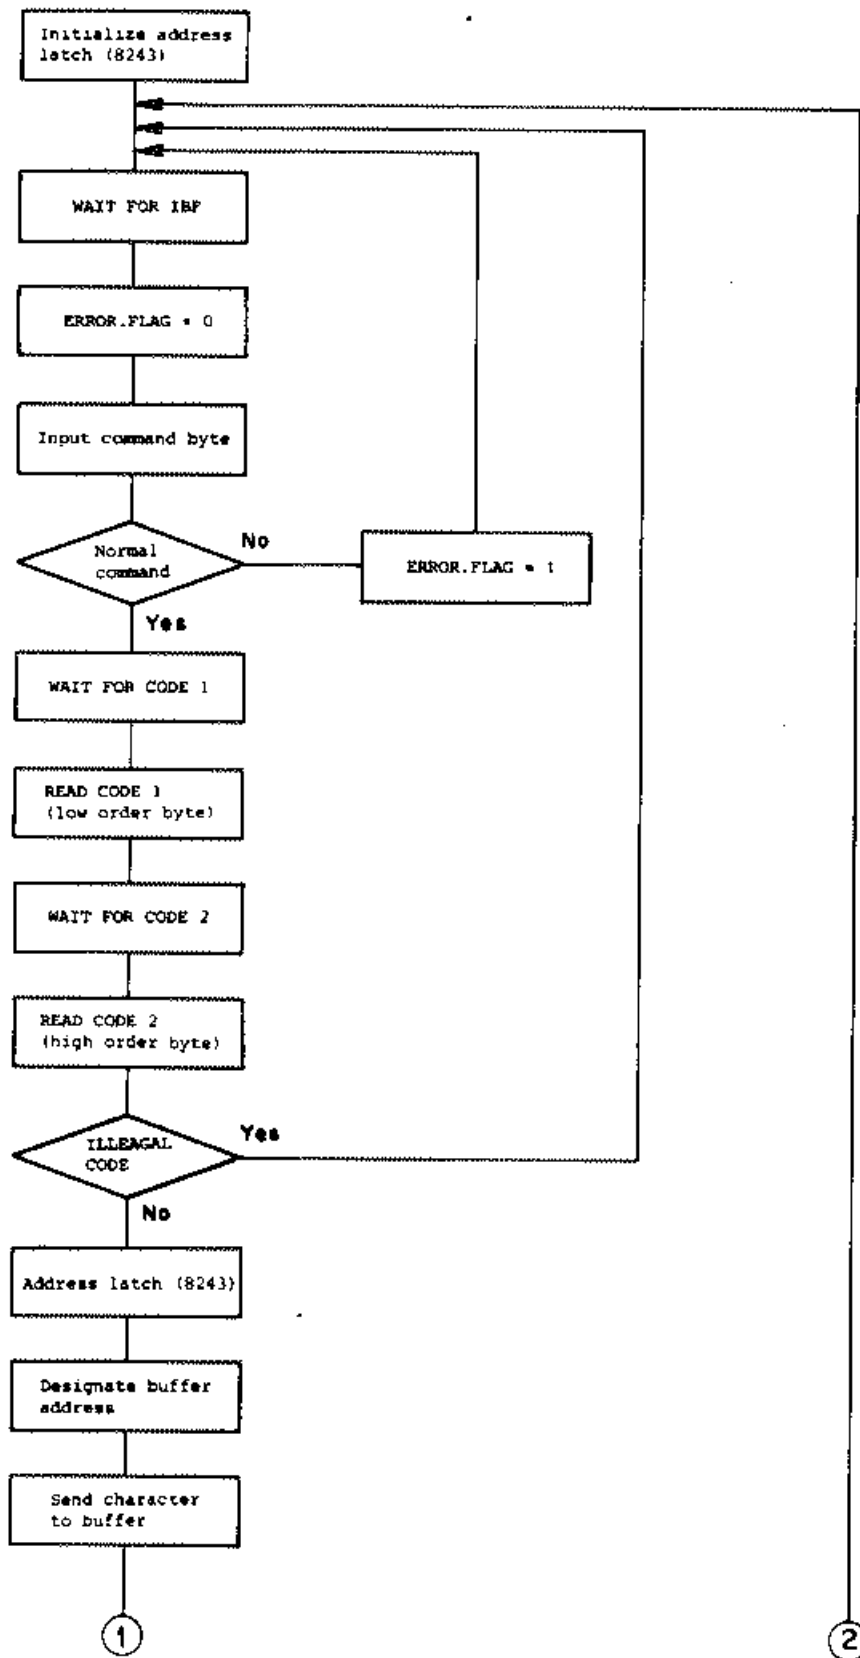 Initialize address
latch (8243)
WAIT FOR IBF
ERROR.FLAG = 0
Input command byte
Normal
command
No
ERROR.FLAG = 1
Yes
WAIT FOR CODE 1
READ CODE 1
(low order byte)
WAIT FOR CODE 2
READ CODE 2
(high order byte)
ILLEAGAL
CODE
Yes
No
Address latch (8243)
Designate buffer
address
Send character
to buffer
1
2